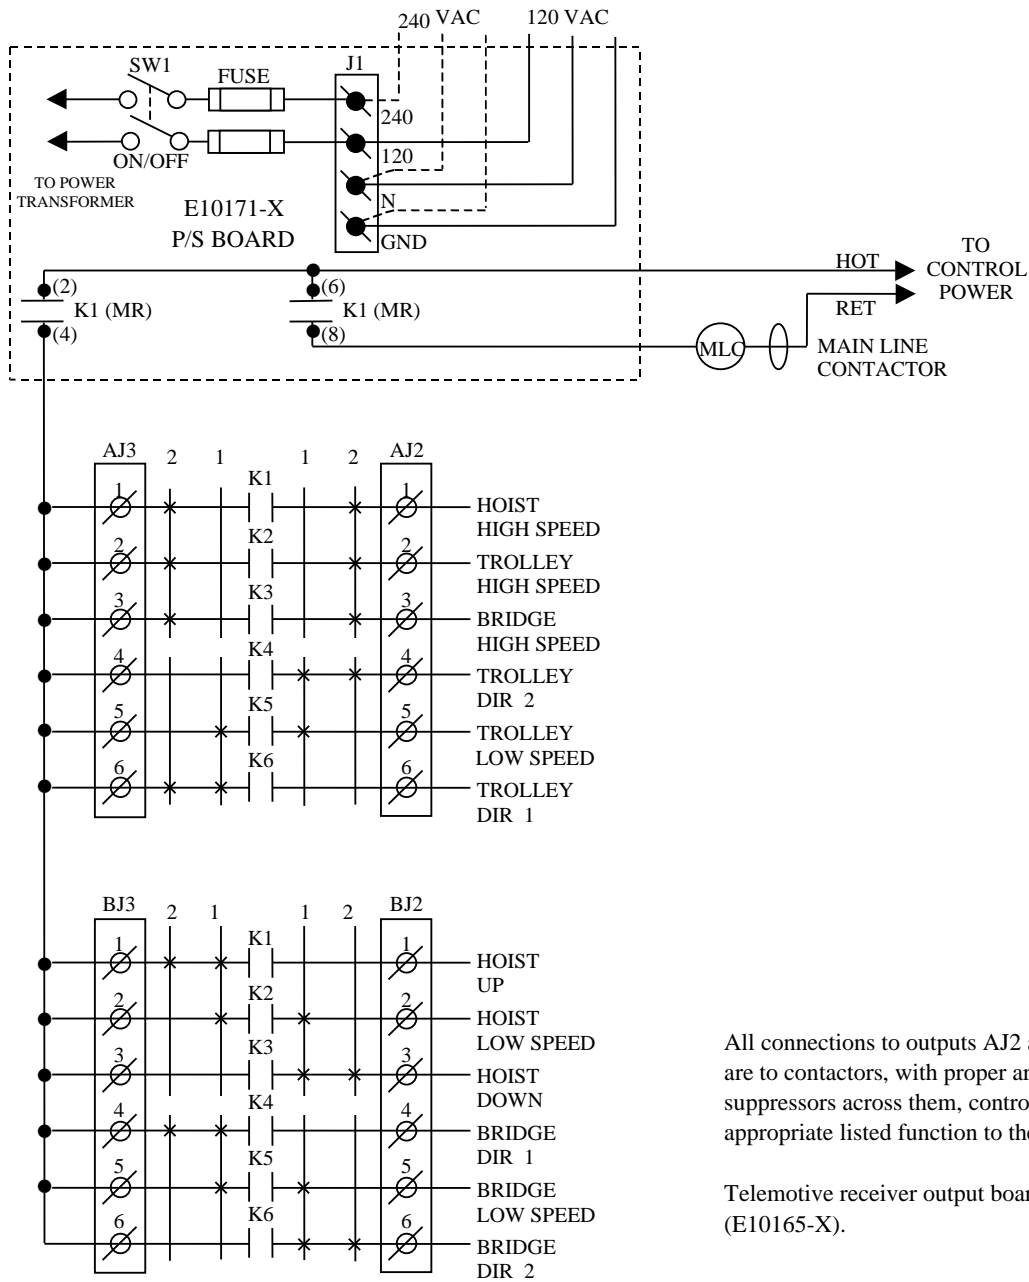 240 VAC 120 VAC
SW1
FUSE
J1
240
120
N
GND
ON/OFF
TO POWER
TRANSFORMER
E10171-X
P/S BOARD
HOT
RET
TO
CONTROL
POWER
(2)
K1 (MR)
(4)
(6)
K1 (MR)
(8)
MLC
MAIN LINE
CONTACTOR
AJ3 2 1 1 2 AJ2
1 K1 1 HOIST
HIGH SPEED
2 K2 2 TROLLEY
HIGH SPEED
3 K3 3 BRIDGE
HIGH SPEED
4 K4 4 TROLLEY
DIR 2
5 K5 5 TROLLEY
LOW SPEED
6 K6 6 TROLLEY
DIR 1
BJ3 2 1 1 2 BJ2
1 K1 1 HOIST
UP
2 K2 2 HOIST
LOW SPEED
3 K3 3 HOIST
DOWN
4 K4 4 BRIDGE
DIR 1
5 K5 5 BRIDGE
LOW SPEED
6 K6 6 BRIDGE
DIR 2
All connections to outputs AJ2
are to contactors, with proper
suppressors across them,
appropriate listed function to
Telemotive receiver output
(E10165-X).